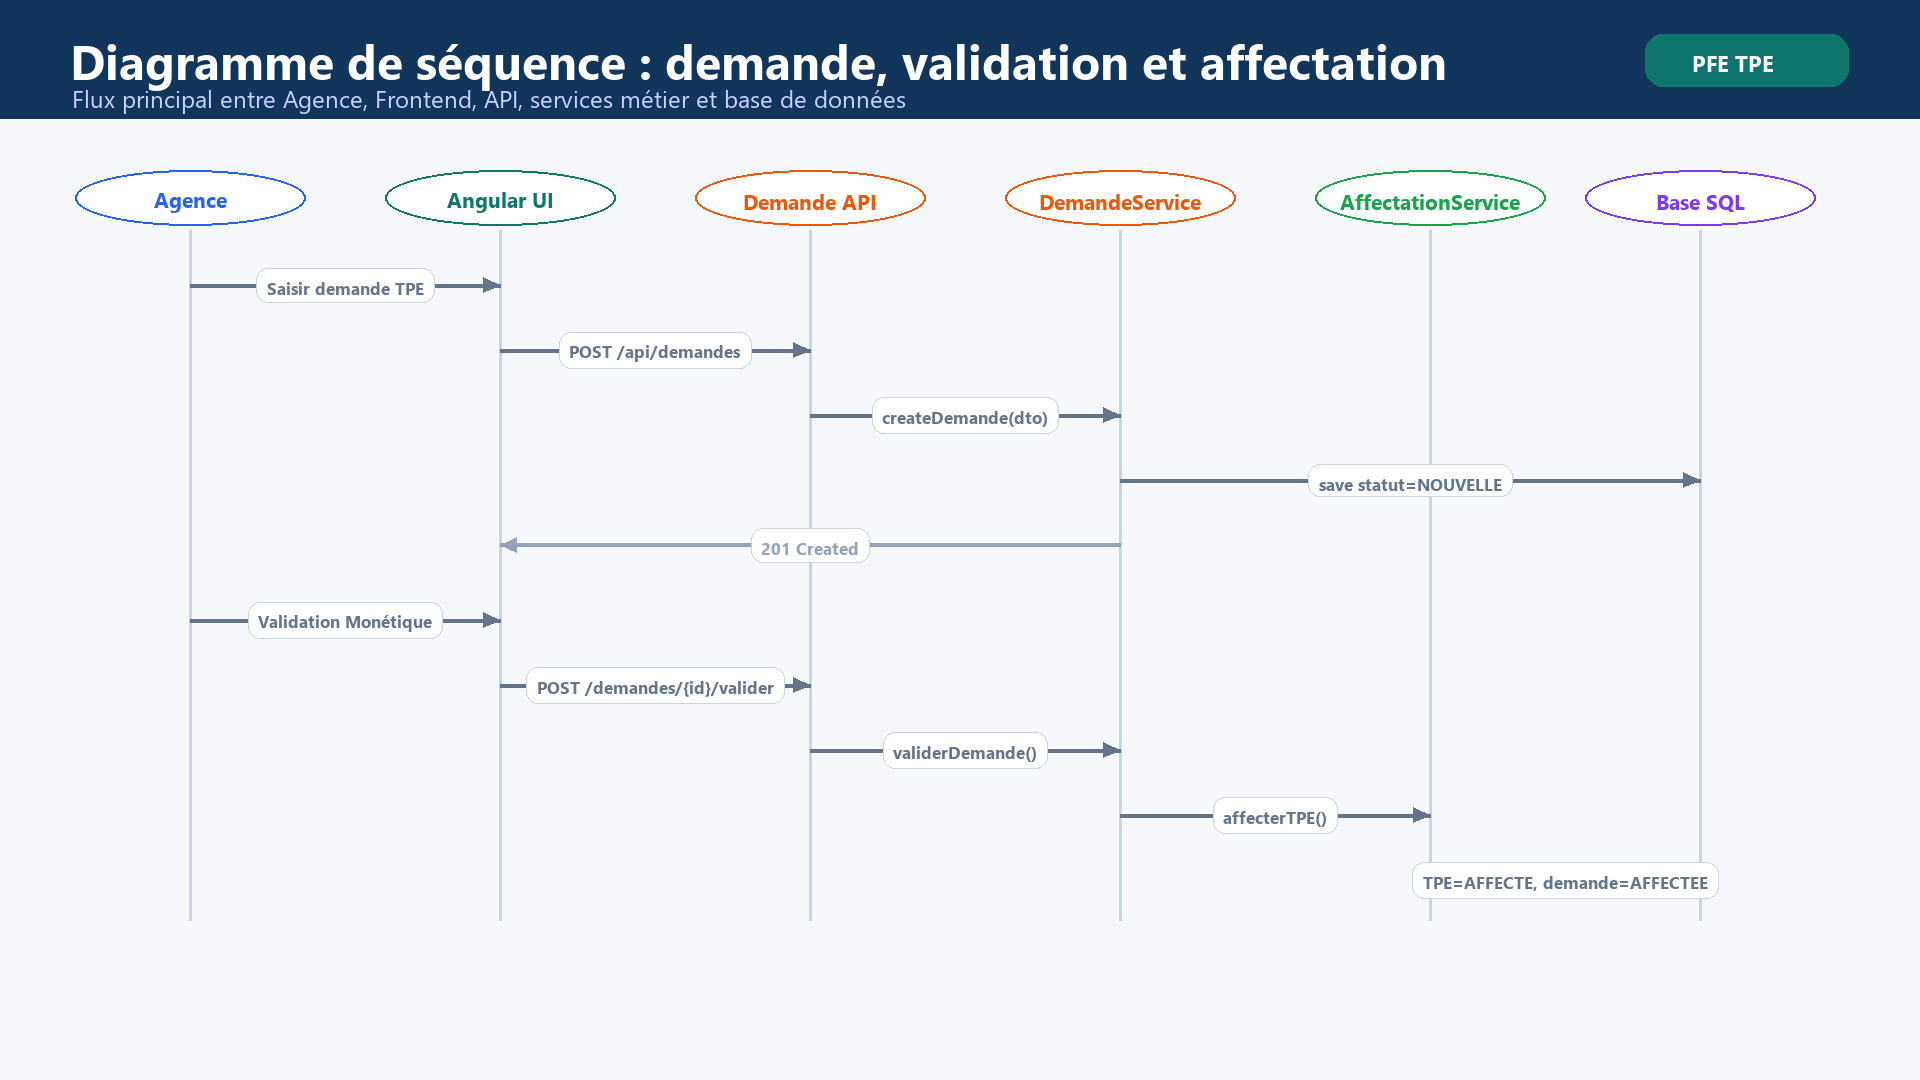 Diagramme de séquence : demande, validation et affectation
PFE TPE
Flux principal entre Agence, Frontend, API, services métier et base de données
Agence
Angular UI
Demande API
DemandeService
AffectationService
Base SQL
Saisir demande TPE
POST /api/demandes
createDemande(dto)
save statut=NOUVELLE
201 Created
Validation Monétique
POST /demandes/{id}/valider
validerDemande()
affecterTPE()
TPE=AFFECTE, demande=AFFECTEE